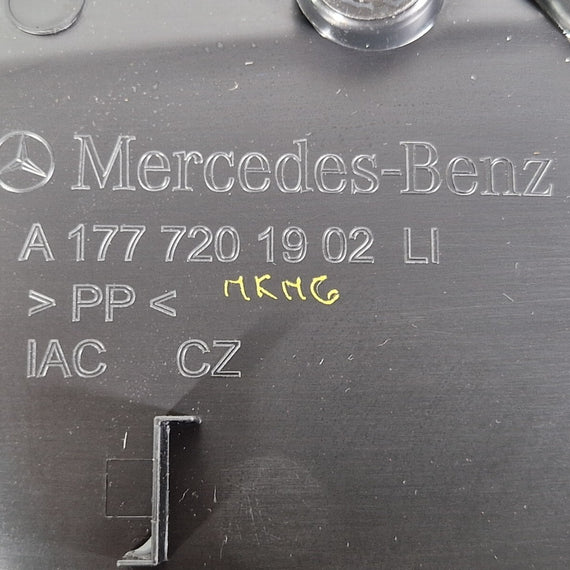 Mercedes-Benz
A 177 720 19 02 LI
> PP < MKMG
IAC CZ